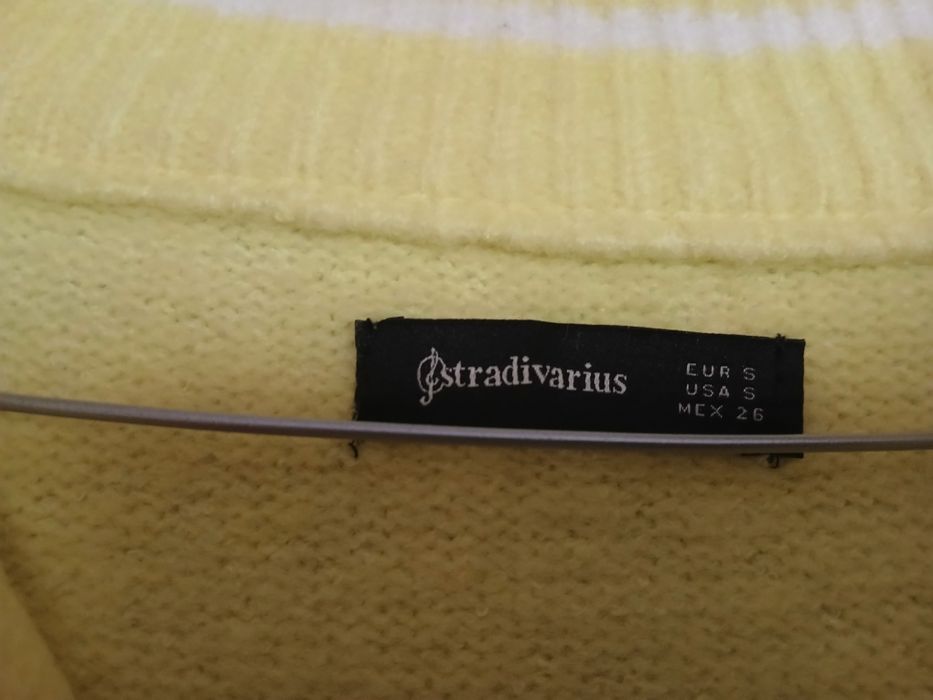 stradivarius
EUR S
USA S
MEX 26